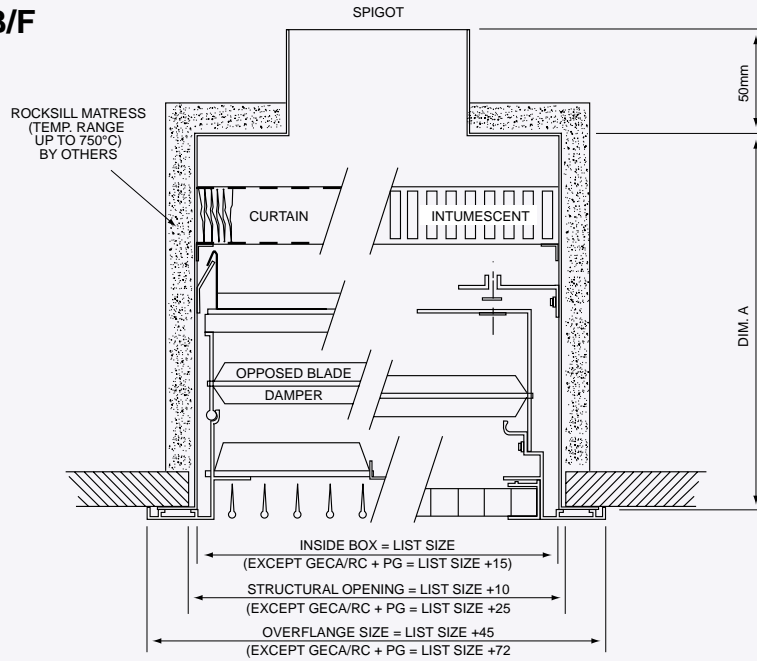 B/F
SPIGOT
50mm
ROCKSILL MATRESS
(TEMP. RANGE
UP TO 750°C)
BY OTHERS
CURTAIN
INTUMESCENT
DIM. A
OPPOSED BLADE
DAMPER
INSIDE BOX = LIST SIZE
(EXCEPT GECA/RC + PG = LIST SIZE +15)
STRUCTURAL OPENING = LIST SIZE +10
(EXCEPT GECA/RC + PG = LIST SIZE +25
OVERFLANGE SIZE = LIST SIZE +45
(EXCEPT GECA/RC + PG = LIST SIZE +72